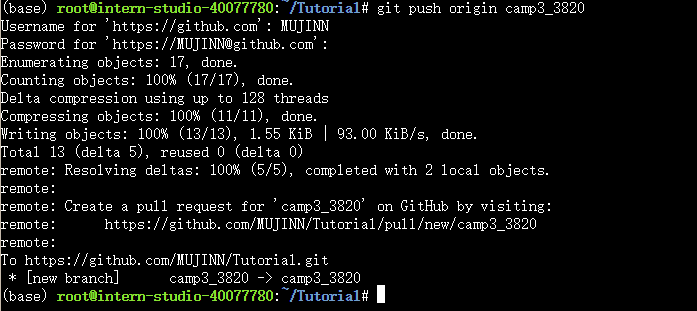 (base) root@intern-studio-40077780:~/Tutorial# git push origin camp3_3820
Username for 'https://github.com': MUJINN
Password for 'https://MUJINN@github.com':
Enumerating objects: 17, done.
Counting objects: 100% (17/17), done.
Delta compression using up to 128 threads
Compressing objects: 100% (11/11), done.
Writing objects: 100% (13/13), 1.55 KiB | 93.00 KiB/s, done.
Total 13 (delta 5), reused 0 (delta 0)
remote: Resolving deltas: 100% (5/5), completed with 2 local objects.
remote:
remote: Create a pull request for 'camp3_3820' on GitHub by visiting:
remote:      https://github.com/MUJINN/Tutorial/pull/new/camp3_3820
remote:
To https://github.com/MUJINN/Tutorial.git
 * [new branch]      camp3_3820 -> camp3_3820
(base) root@intern-studio-40077780:~/Tutorial#